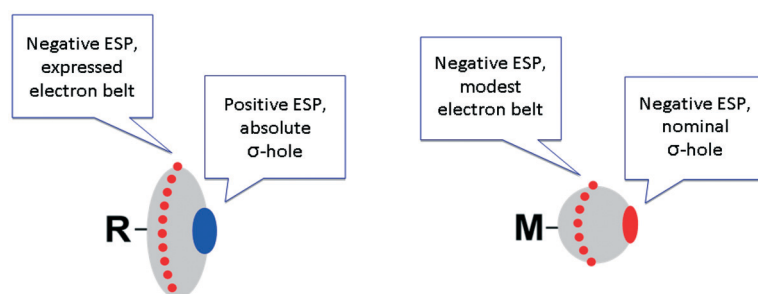 Negative ESP,
expressed
electron belt
Positive ESP,
absolute
σ-hole
R
Negative ESP,
modest
electron belt
Negative ESP,
nominal
σ-hole
M